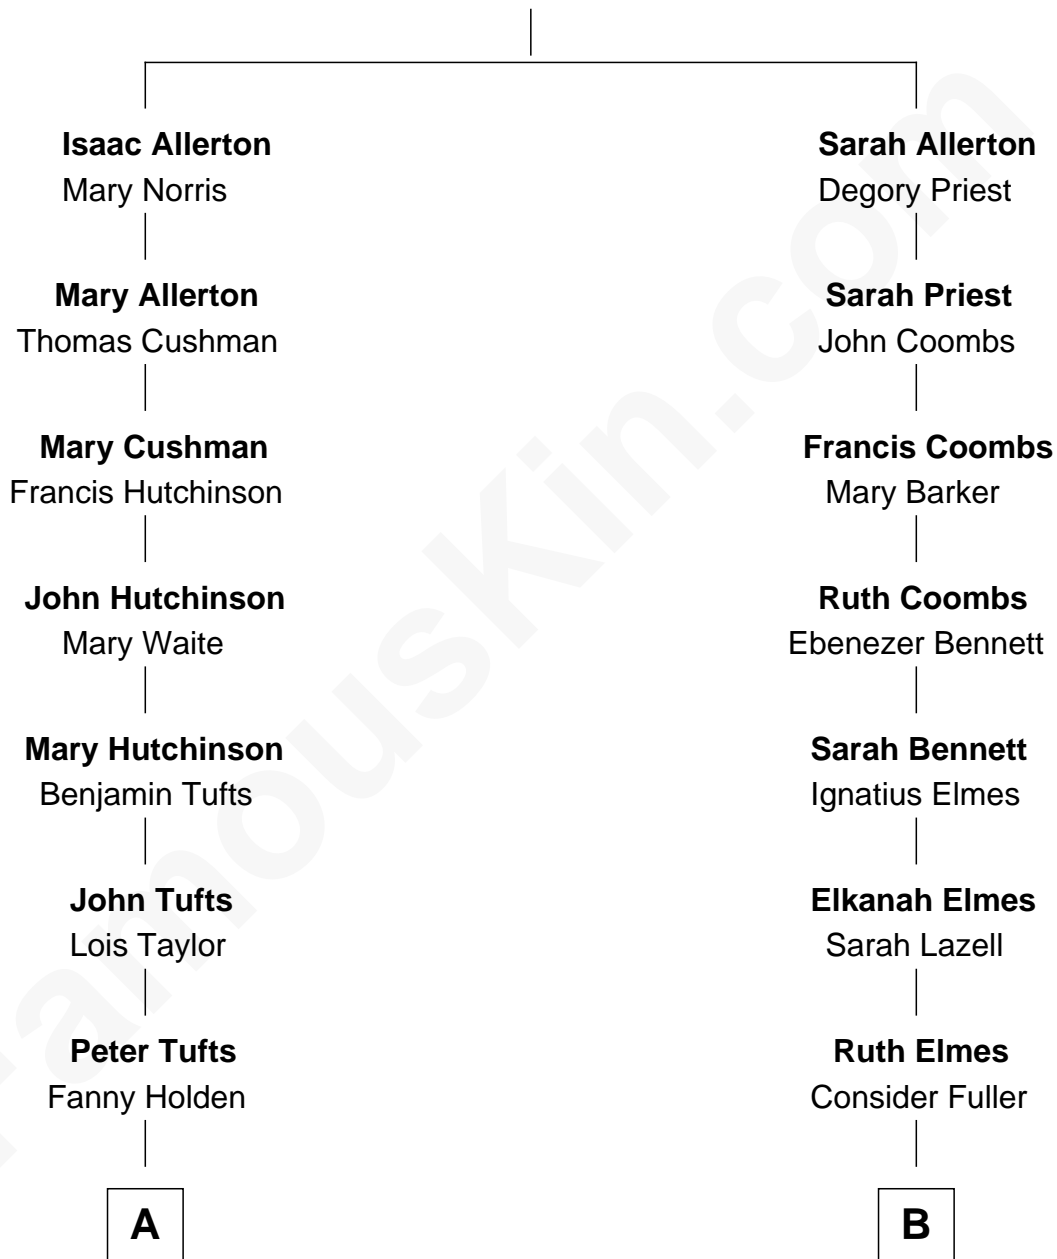 Isaac Allerton
Mary Norris
Sarah Allerton
Degory Priest
Mary Allerton
Thomas Cushman
Sarah Priest
John Coombs
Mary Cushman
Francis Hutchinson
Francis Coombs
Mary Barker
John Hutchinson
Mary Waite
Ruth Coombs
Ebenezer Bennett
Mary Hutchinson
Benjamin Tufts
Sarah Bennett
Ignatius Elmes
John Tufts
Lois Taylor
Elkanah Elmes
Sarah Lazell
Peter Tufts
Fanny Holden
Ruth Elmes
Consider Fuller
A
B
FamousKin.com